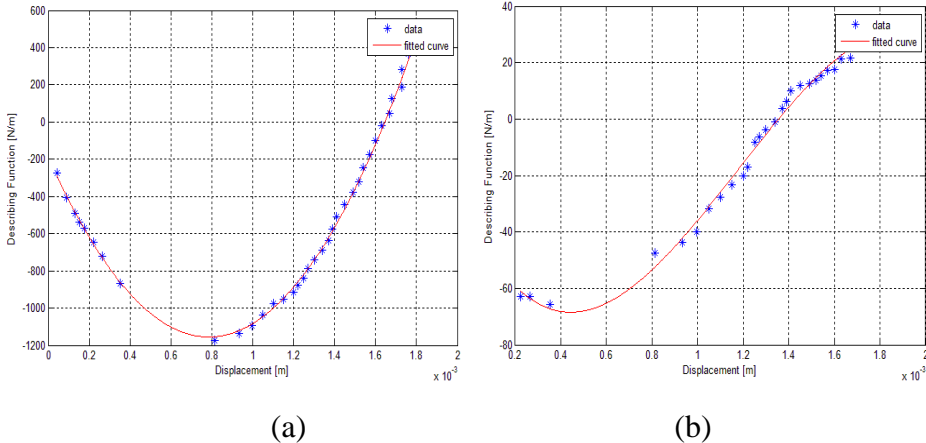 600
400
200
0
-200
-400
-600
-800
-1000
-1200
Describing Function [N/m]
0 0.2 0.4 0.6 0.8 1 1.2 1.4 1.6 1.8 2
Displacement [m]
x 10⁻³
data
fitted curve
(a)
40
20
0
-20
-40
-60
-80
Describing Function [N/m]
0.2 0.4 0.6 0.8 1 1.2 1.4 1.6 1.8 2
Displacement [m]
x 10⁻³
data
fitted curve
(b)